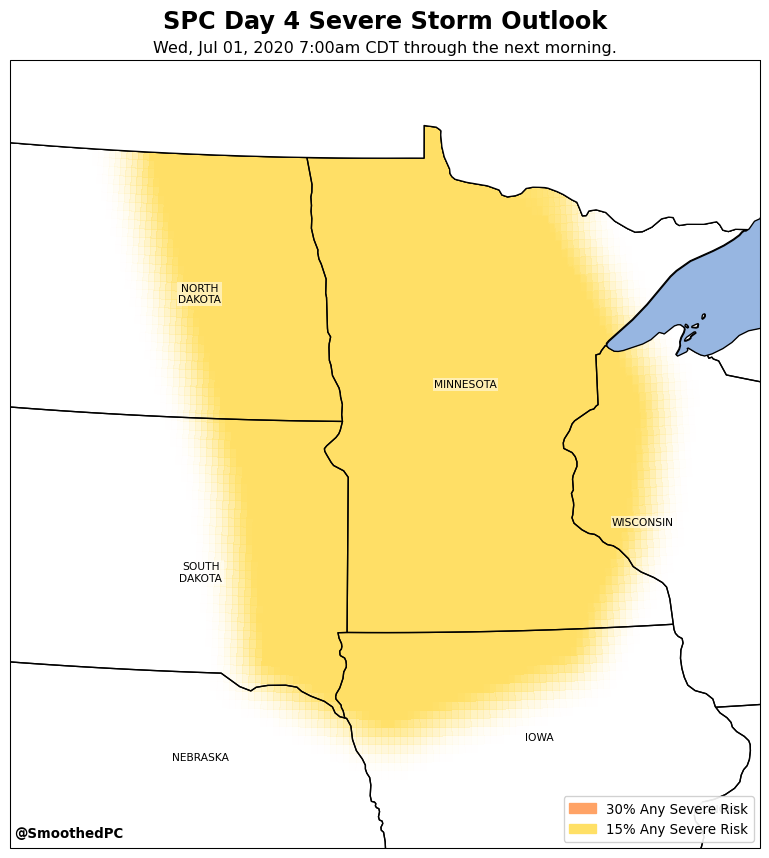 SPC Day 4 Severe Storm Outlook
Wed, Jul 01, 2020 7:00am CDT through the next morning.
NORTH
DAKOTA
MINNESOTA
WISCONSIN
SOUTH
DAKOTA
IOWA
NEBRASKA
30% Any Severe Risk
15% Any Severe Risk
@SmoothedPC